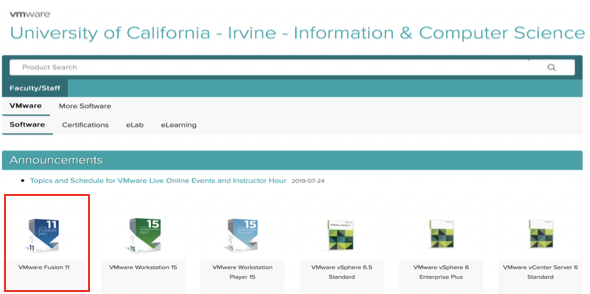 vmware
University of California - Irvine - Information & Computer Science
Product Search
Faculty/Staff
VMware More Software
Software Certifications eLab eLearning
Announcements
Topics and Schedule for VMware Live Online Events and Instructor Hour 2019-07-24
11 15 15
VMware Fusion 11 VMware Workstation 15 VMware Workstation Player 15 VMware vSphere 6.5 Standard VMware vSphere 6 Enterprise Plus VMware vCenter Server 6 Standard